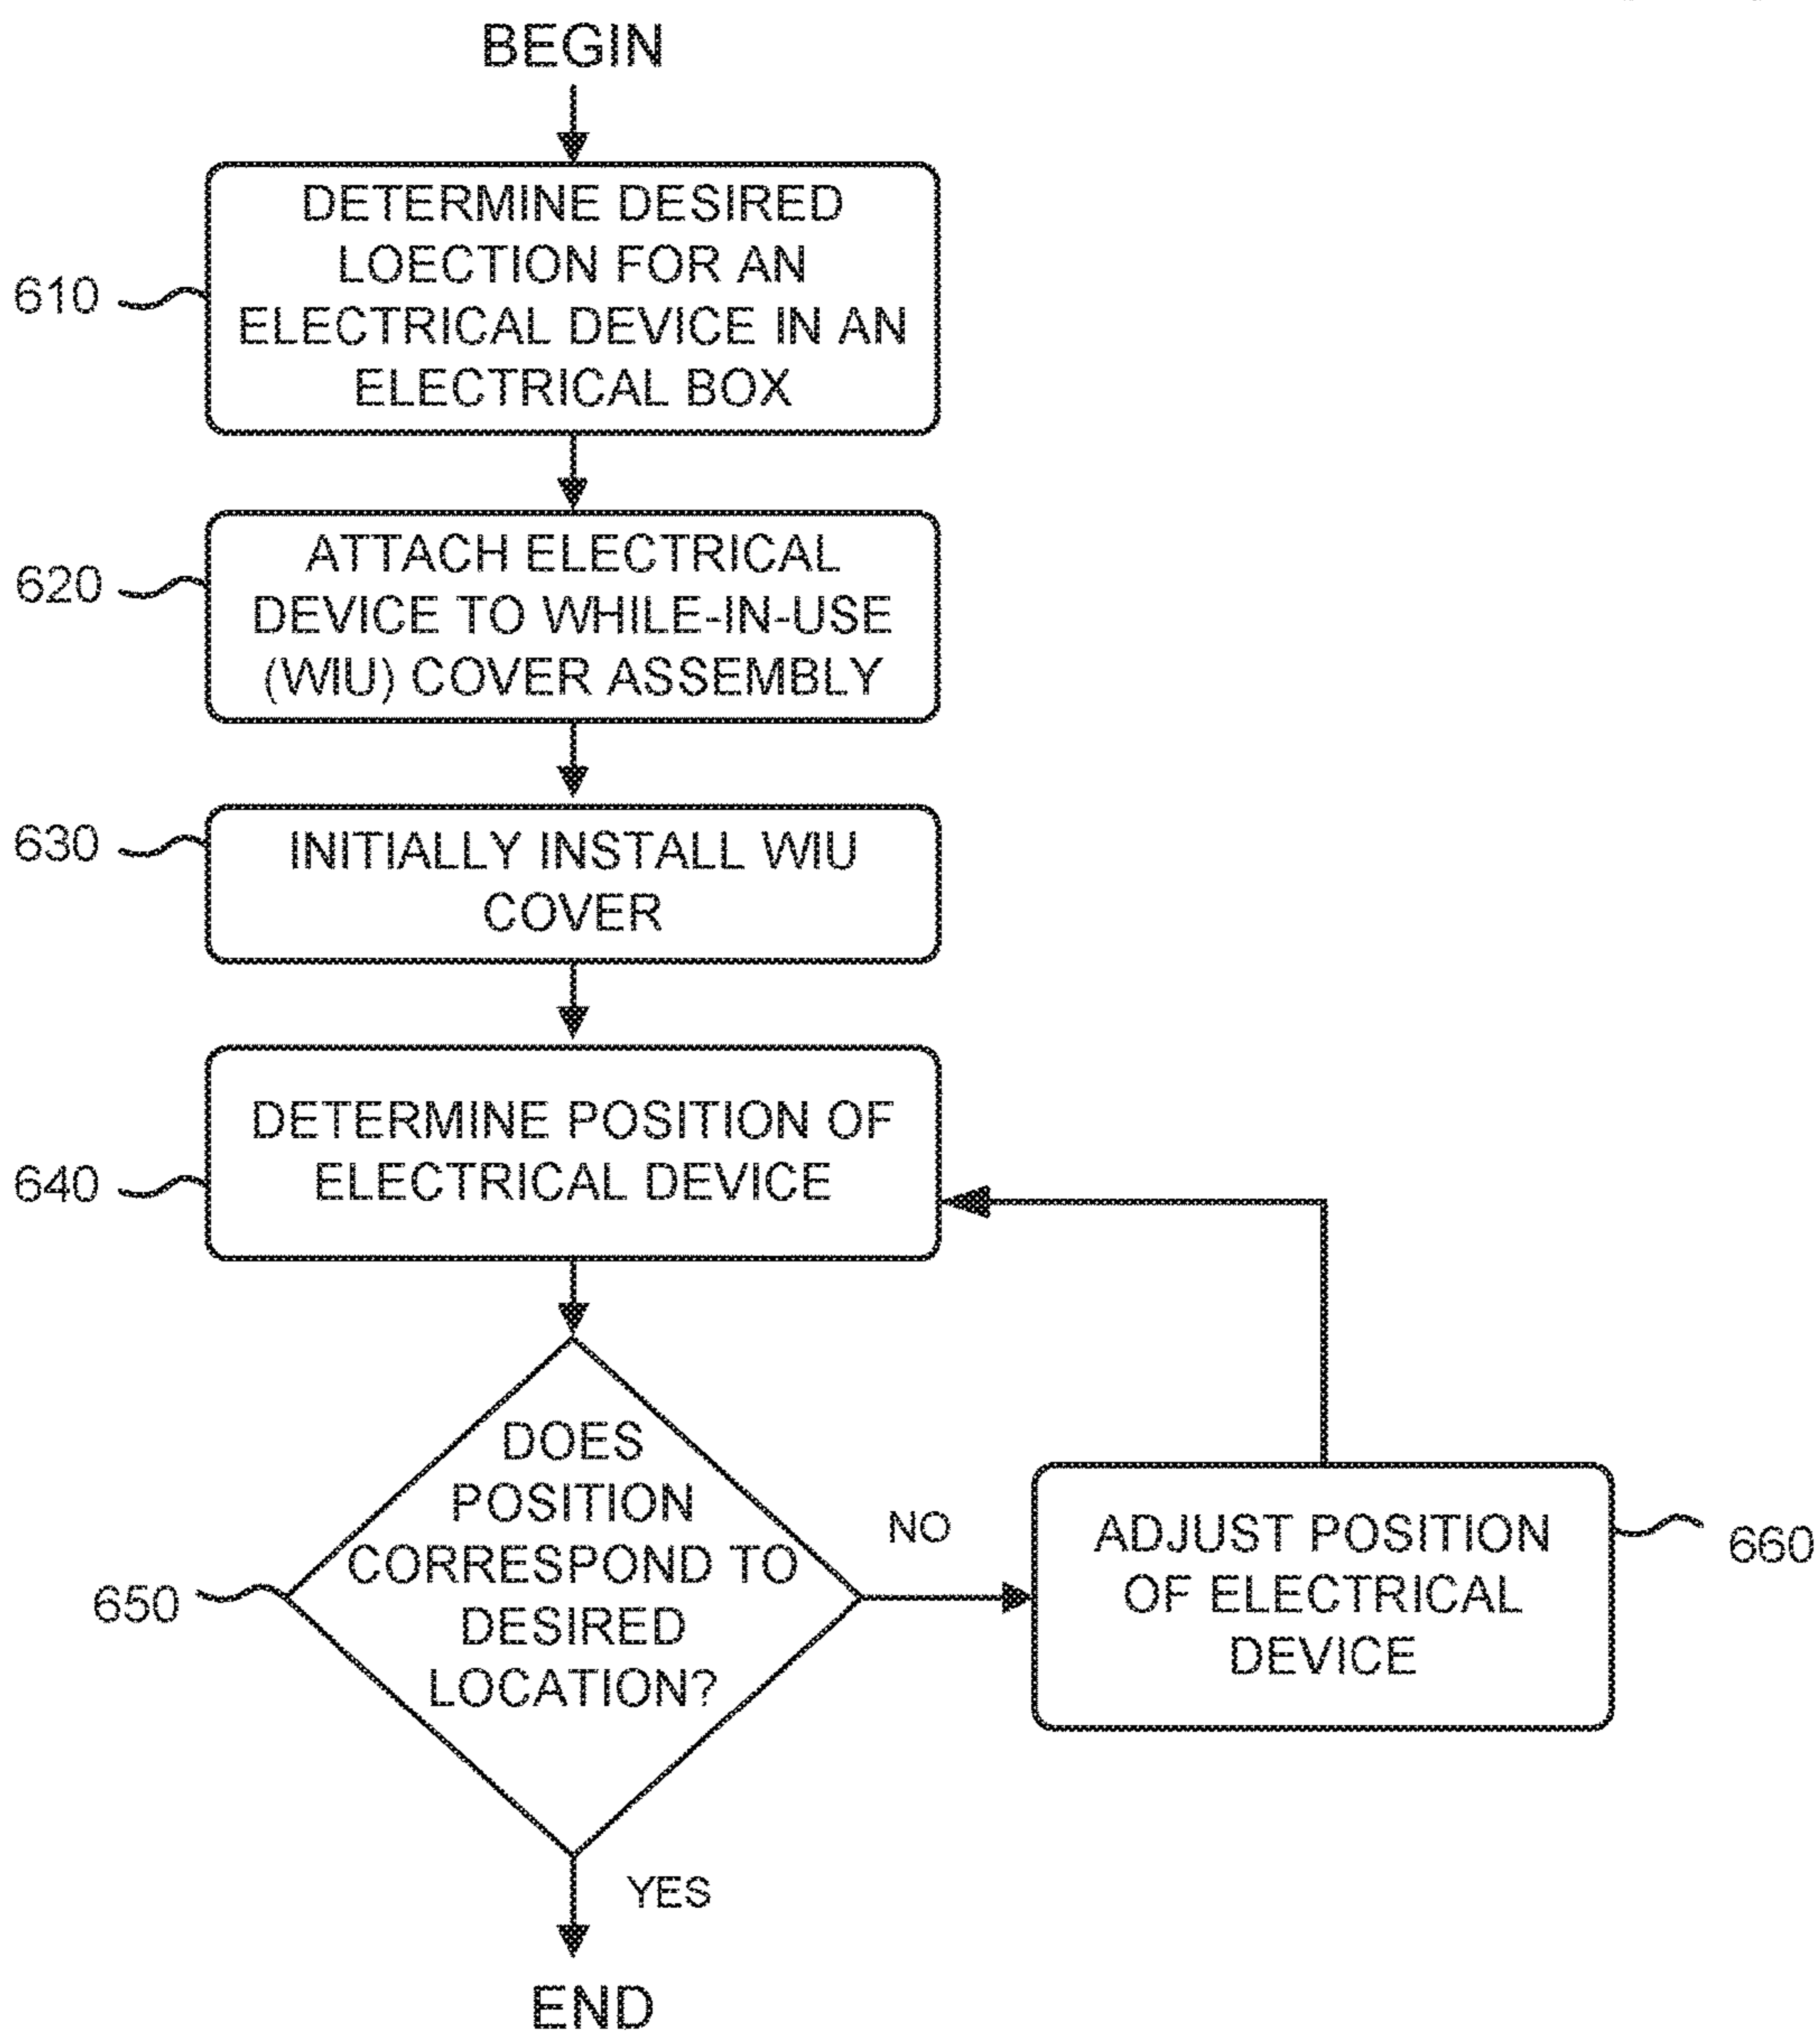 BEGIN
610
DETERMINE DESIRED
LOECTION FOR AN
ELECTRICAL DEVICE IN AN
ELECTRICAL BOX
620
ATTACH ELECTRICAL
DEVICE TO WHILE-IN-USE
(WIU) COVER ASSEMBLY
630
INITIALLY INSTALL WIU
COVER
640
DETERMINE POSITION OF
ELECTRICAL DEVICE
650
DOES
POSITION
CORRESPOND TO
DESIRED
LOCATION?
NO
ADJUST POSITION
OF ELECTRICAL
DEVICE
660
YES
END